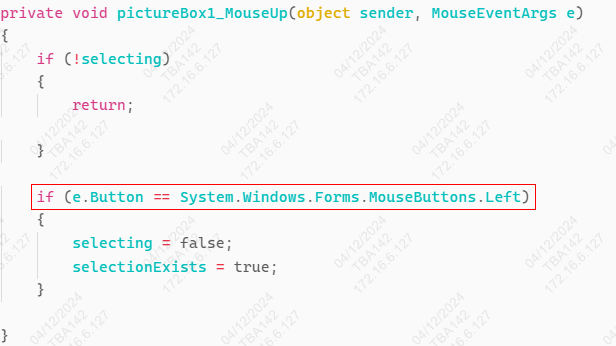 private void pictureBox1_MouseUp(object sender, MouseEventArgs e)
{
    if (!selecting)
    {
        return;
    }
    if (e.Button == System.Windows.Forms.MouseButtons.Left)
    {
        selecting = false;
        selectionExists = true;
    }
}
04/12/2024
TBA142
172.16.6.127